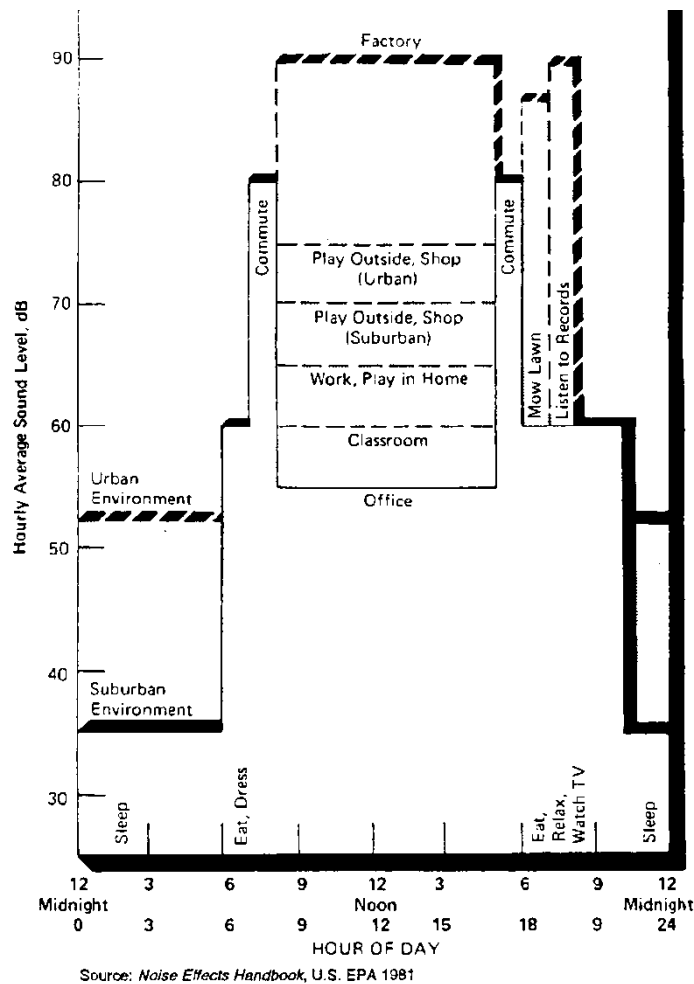 Factory
90
80
Commute
Commute
Play Outside, Shop
(Urban)
70
Play Outside, Shop
(Suburban)
Mow Lawn
Listen to Records
Work, Play in Home
60
Classroom
Office
Urban
Environment
50
40
Suburban
Environment
30
Hourly Average Sound Level, dB
Sleep
Eat, Dress
Eat,
Relax,
Watch TV
Sleep
12 3 6 9 12 3 6 9 12
Midnight Noon Midnight
0 3 6 9 12 15 18 9 24
HOUR OF DAY
Source: Noise Effects Handbook, U.S. EPA 1981